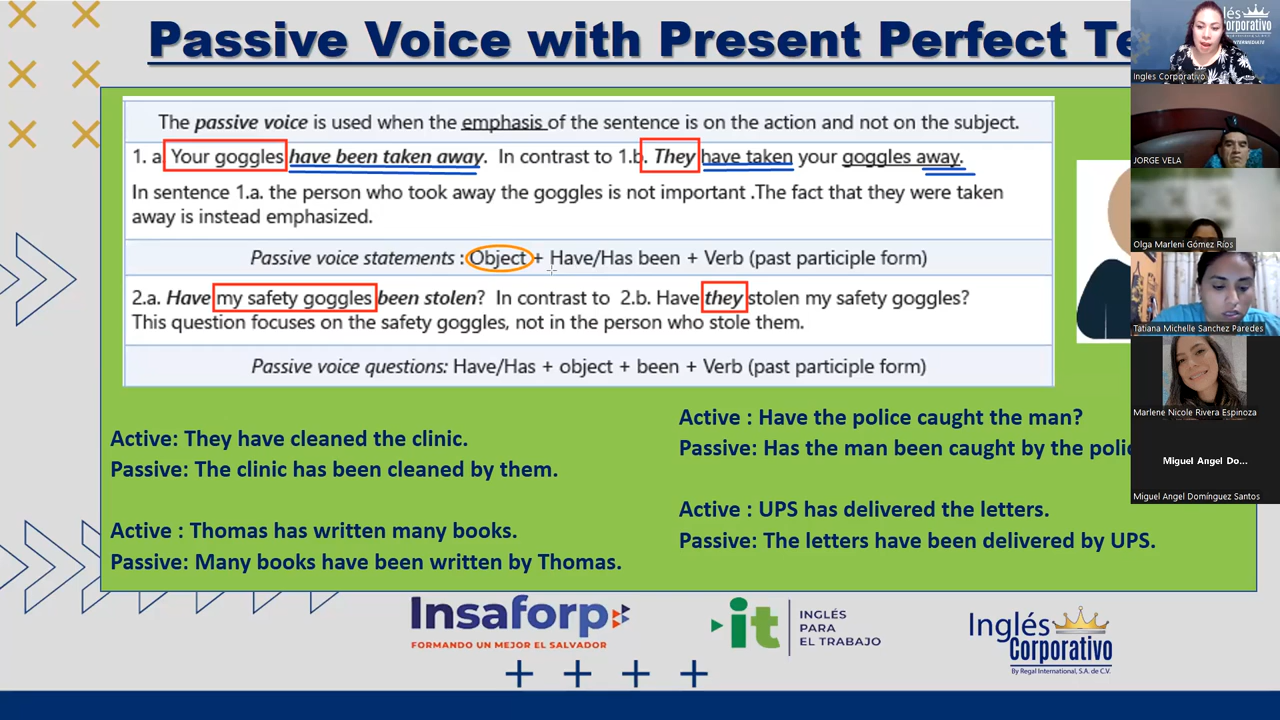 Passive Voice with Present Perfect Te
The passive voice is used when the emphasis of the sentence is on the action and not on the subject.
1. a. Your goggles have been taken away. In contrast to 1.b. They have taken your goggles away.
In sentence 1.a. the person who took away the goggles is not important .The fact that they were taken
away is instead emphasized.
Passive voice statements : Object + Have/Has been + Verb (past participle form)
2.a. Have my safety goggles been stolen? In contrast to 2.b. Have they stolen my safety goggles?
This question focuses on the safety goggles, not in the person who stole them.
Passive voice questions: Have/Has + object + been + Verb (past participle form)
Active: They have cleaned the clinic.
Passive: The clinic has been cleaned by them.
Active : Thomas has written many books.
Passive: Many books have been written by Thomas.
Active : Have the police caught the man?
Passive: Has the man been caught by the polic
Active : UPS has delivered the letters.
Passive: The letters have been delivered by UPS.
Insaforp
FORMANDO UN MEJOR EL SALVADOR
it
INGLÉS
PARA
EL TRABAJO
Inglés
Corporativo
By Regal International, S.A. de C.V.
nglés
Corporativo
INTERMEDIATE
Ingles Corporativo
JORGE VELA
Olga Marleni Gómez Ríos
Tatiana Michelle Sanchez Paredes
Marlene Nicole Rivera Espinoza
Miguel Angel Do...
Miguel Angel Domínguez Santos